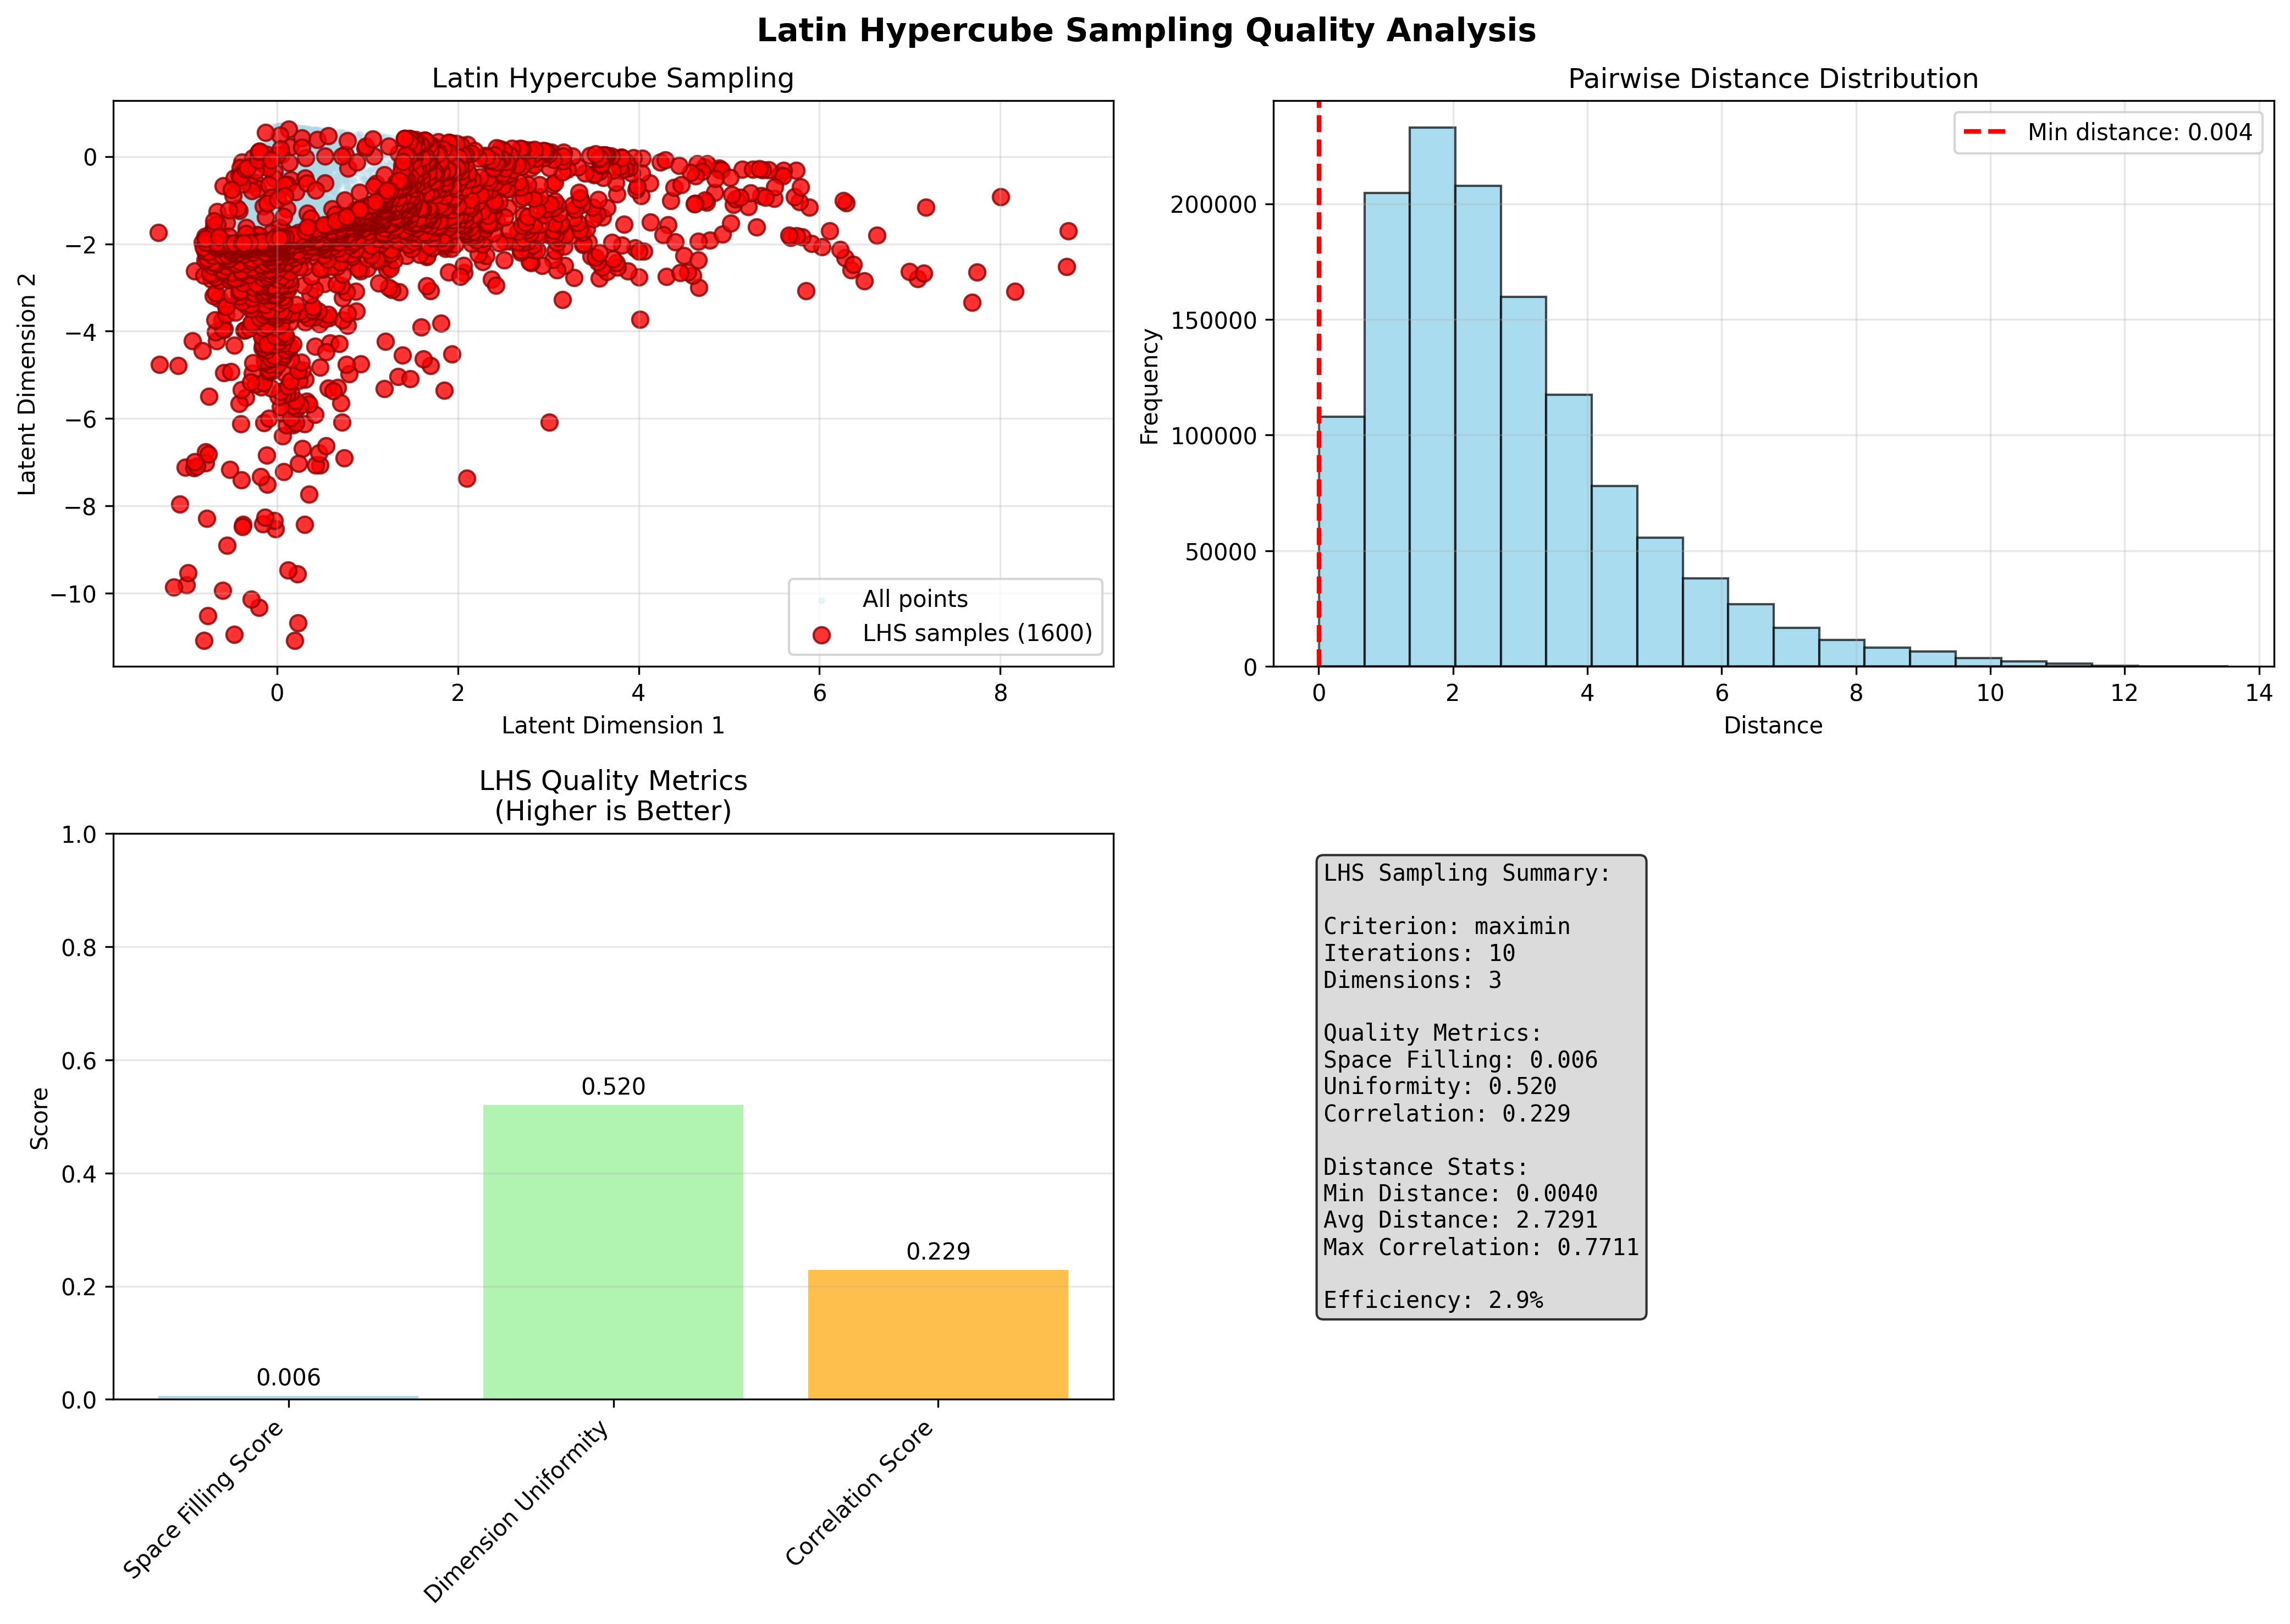 Latin Hypercube Sampling Quality Analysis
Latin Hypercube Sampling
0
−2
−4
−6
−8
−10
Latent Dimension 2
0
2
4
6
8
Latent Dimension 1
All points
LHS samples (1600)
Pairwise Distance Distribution
Min distance: 0.004
200000
150000
100000
50000
0
Frequency
0
2
4
6
8
10
12
14
Distance
LHS Quality Metrics
(Higher is Better)
1.0
0.8
0.6
0.4
0.2
0.0
Score
0.006
0.520
0.229
Space Filling Score
Dimension Uniformity
Correlation Score
LHS Sampling Summary:
Criterion: maximin
Iterations: 10
Dimensions: 3
Quality Metrics:
Space Filling: 0.006
Uniformity: 0.520
Correlation: 0.229
Distance Stats:
Min Distance: 0.0040
Avg Distance: 2.7291
Max Correlation: 0.7711
Efficiency: 2.9%